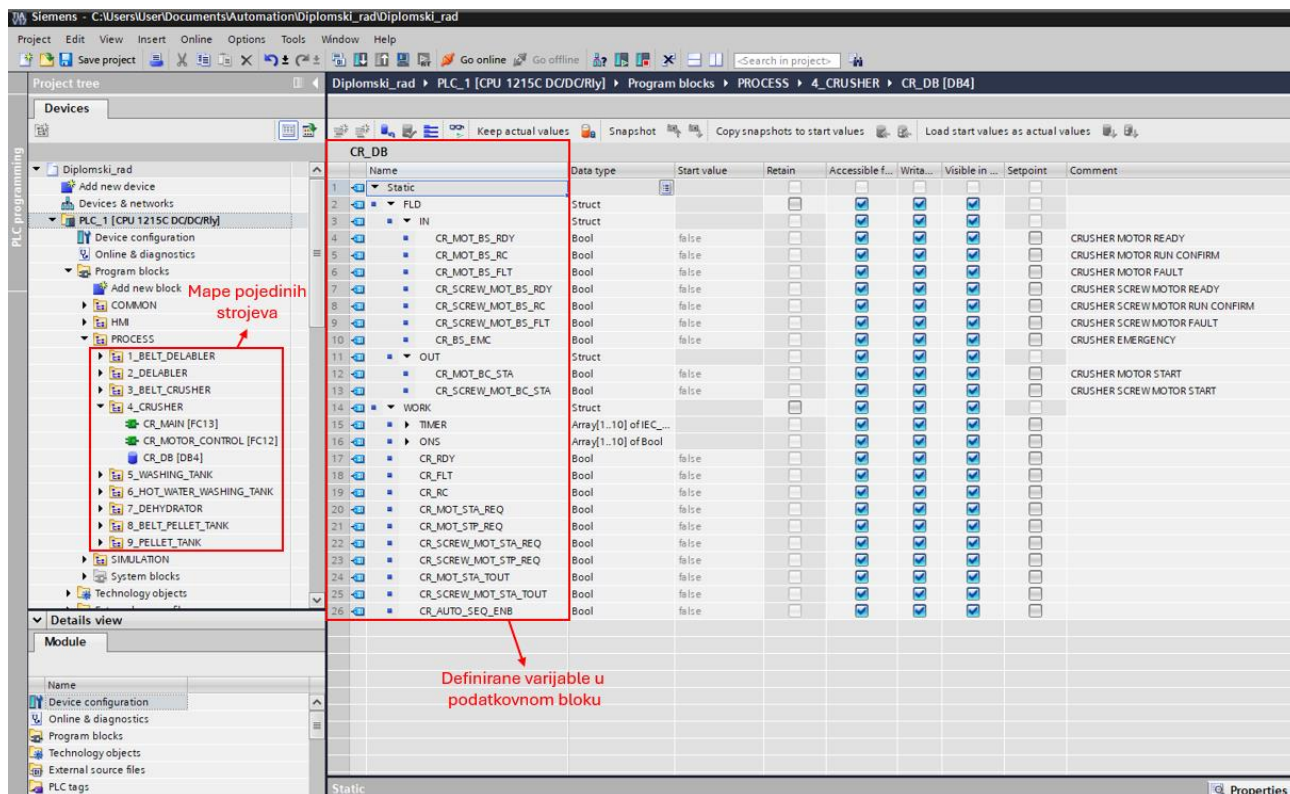 Siemens - C:\Users\User\Documents\Automation\Diplomski_rad\Diplomski_rad
Project Edit View Insert Online Options Tools Window Help
Save project Go online Go offline <Search in project>
Project tree
Diplomski_rad PLC_1 [CPU 1215C DC/DC/Rly] Program blocks PROCESS 4_CRUSHER CR_DB [DB4]
Devices
Keep actual values Snapshot Copy snapshots to start values Load start values as actual values
PLC programming
Diplomski_rad
Add new device
Devices & networks
PLC_1 [CPU 1215C DC/DC/Rly]
Device configuration
Online & diagnostics
Program blocks
Add new block
COMMON
HMI
PROCESS
1_BELT_DELABLER
2_DELABLER
3_BELT_CRUSHER
4_CRUSHER
CR_MAIN [FC13]
CR_MOTOR_CONTROL [FC12]
CR_DB [DB4]
5_WASHING_TANK
6_HOT_WATER_WASHING_TANK
7_DEHYDRATOR
8_BELT_PELLET_TANK
9_PELLET_TANK
SIMULATION
System blocks
Technology objects
Mape pojedinih
strojeva
CR_DB
Name Data type Start value Retain Accessible f... Writa... Visible in ... Setpoint Comment
1 Static
2 FLD Struct
3 IN Struct
4 CR_MOT_BS_RDY Bool false CRUSHER MOTOR READY
5 CR_MOT_BS_RC Bool false CRUSHER MOTOR RUN CONFIRM
6 CR_MOT_BS_FLT Bool false CRUSHER MOTOR FAULT
7 CR_SCREW_MOT_BS_RDY Bool false CRUSHER SCREW MOTOR READY
8 CR_SCREW_MOT_BS_RC Bool false CRUSHER SCREW MOTOR RUN CONFIRM
9 CR_SCREW_MOT_BS_FLT Bool false CRUSHER SCREW MOTOR FAULT
10 CR_BS_EMC Bool false CRUSHER EMERGENCY
11 OUT Struct
12 CR_MOT_BC_STA Bool false CRUSHER MOTOR START
13 CR_SCREW_MOT_BC_STA Bool false CRUSHER SCREW MOTOR START
14 WORK Struct
15 TIMER Array[1..10] of IEC_...
16 ONS Array[1..10] of Bool
17 CR_RDY Bool false
18 CR_FLT Bool false
19 CR_RC Bool false
20 CR_MOT_STA_REQ Bool false
21 CR_MOT_STP_REQ Bool false
22 CR_SCREW_MOT_STA_REQ Bool false
23 CR_SCREW_MOT_STP_REQ Bool false
24 CR_MOT_STA_TOUT Bool false
25 CR_SCREW_MOT_STA_TOUT Bool false
26 CR_AUTO_SEQ_ENB Bool false
Definirane varijable u
podatkovnom bloku
Details view
Module
Name
Device configuration
Online & diagnostics
Program blocks
Technology objects
External source files
PLC tags
Static
Properties